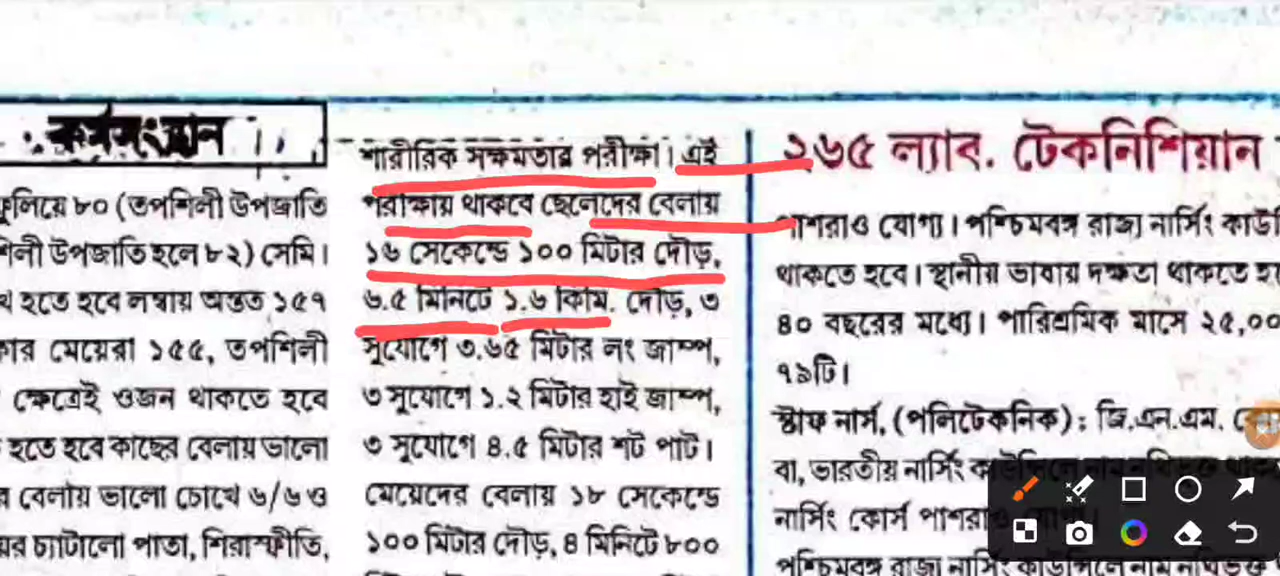 কর্মসংস্থান
ফুলিয়ে ৮০ (তপশিলী উপজাতি
শিলী উপজাতি হলে ৮২) সেমি।
হতে হবে লম্বায় অন্তত ১৫৭
মেয়েরা ১৫৫, তপশিলী
ক্ষেত্রেই ওজন থাকতে হবে
হতে হবে কাছের বেলায় ভালো
বেলায় ভালো চোখে ৬/৬ ও
চ্যাটালো পাতা, শিরাস্ফীতি,
শারীরিক সক্ষমতার পরীক্ষা। এই
পরীক্ষায় থাকবে ছেলেদের বেলায়
১৬ সেকেন্ডে ১০০ মিটার দৌড়,
৬.৫ মিনিটে ১.৬ কিমি. দৌড়, ৩
সুযোগে ৩.৬৫ মিটার লং জাম্প,
৩ সুযোগে ১.২ মিটার হাই জাম্প,
৩ সুযোগে ৪.৫ মিটার শট পাট।
মেয়েদের বেলায় ১৮ সেকেন্ডে
১০০ মিটার দৌড়, ৪ মিনিটে ৮০০
২৬৫ ল্যাব. টেকনিশিয়ান
পাশরাও যোগ্য। পশ্চিমবঙ্গ রাজ্য নার্সিং
থাকতে হবে। স্থানীয় ভাষায় দক্ষতা থাকতে
৪০ বছরের মধ্যে। পারিশ্রমিক মাসে ২৫,০০
৭৯টি।
স্টাফ নার্স, (পলিটেকনিক): জি.এন.এম.
বা, ভারতীয় নার্সিং
নার্সিং কোর্স পাশরাও
পশ্চিমবঙ্গ রাজ্য নার্সিং